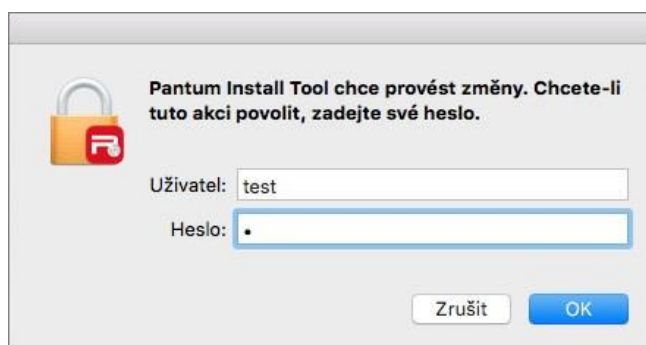 Pantum Install Tool chce provést změny. Chcete-li
tuto akci povolit, zadejte své heslo.
Uživatel: test
Heslo: •
Zrušit OK